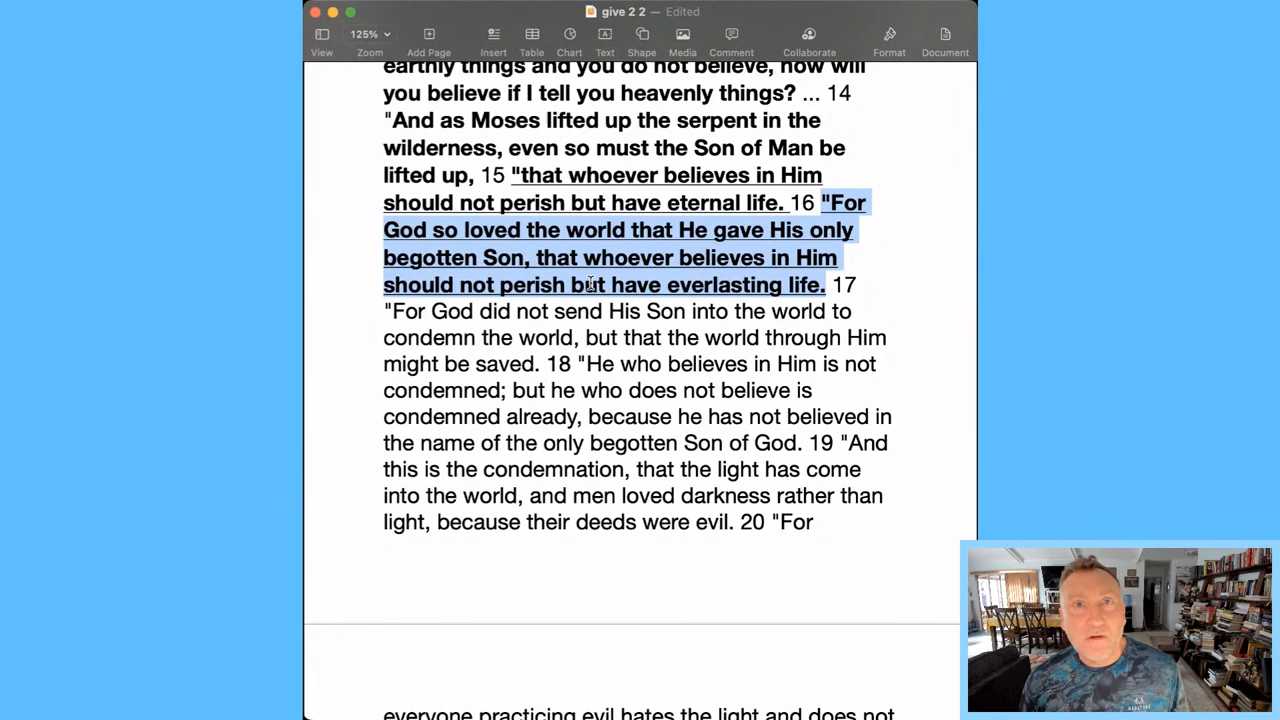 give 2 2 — Edited
125%
View Zoom Add Page Insert Table Chart Text Shape Media Comment Collaborate Format Document
earthly things and you do not believe, how will
you believe if I tell you heavenly things? ... 14
"And as Moses lifted up the serpent in the
wilderness, even so must the Son of Man be
lifted up, 15 "that whoever believes in Him
should not perish but have eternal life. 16 "For
God so loved the world that He gave His only
begotten Son, that whoever believes in Him
should not perish but have everlasting life. 17
"For God did not send His Son into the world to
condemn the world, but that the world through Him
might be saved. 18 "He who believes in Him is not
condemned; but he who does not believe is
condemned already, because he has not believed in
the name of the only begotten Son of God. 19 "And
this is the condemnation, that the light has come
into the world, and men loved darkness rather than
light, because their deeds were evil. 20 "For
everyone practicing evil hates the light and does not